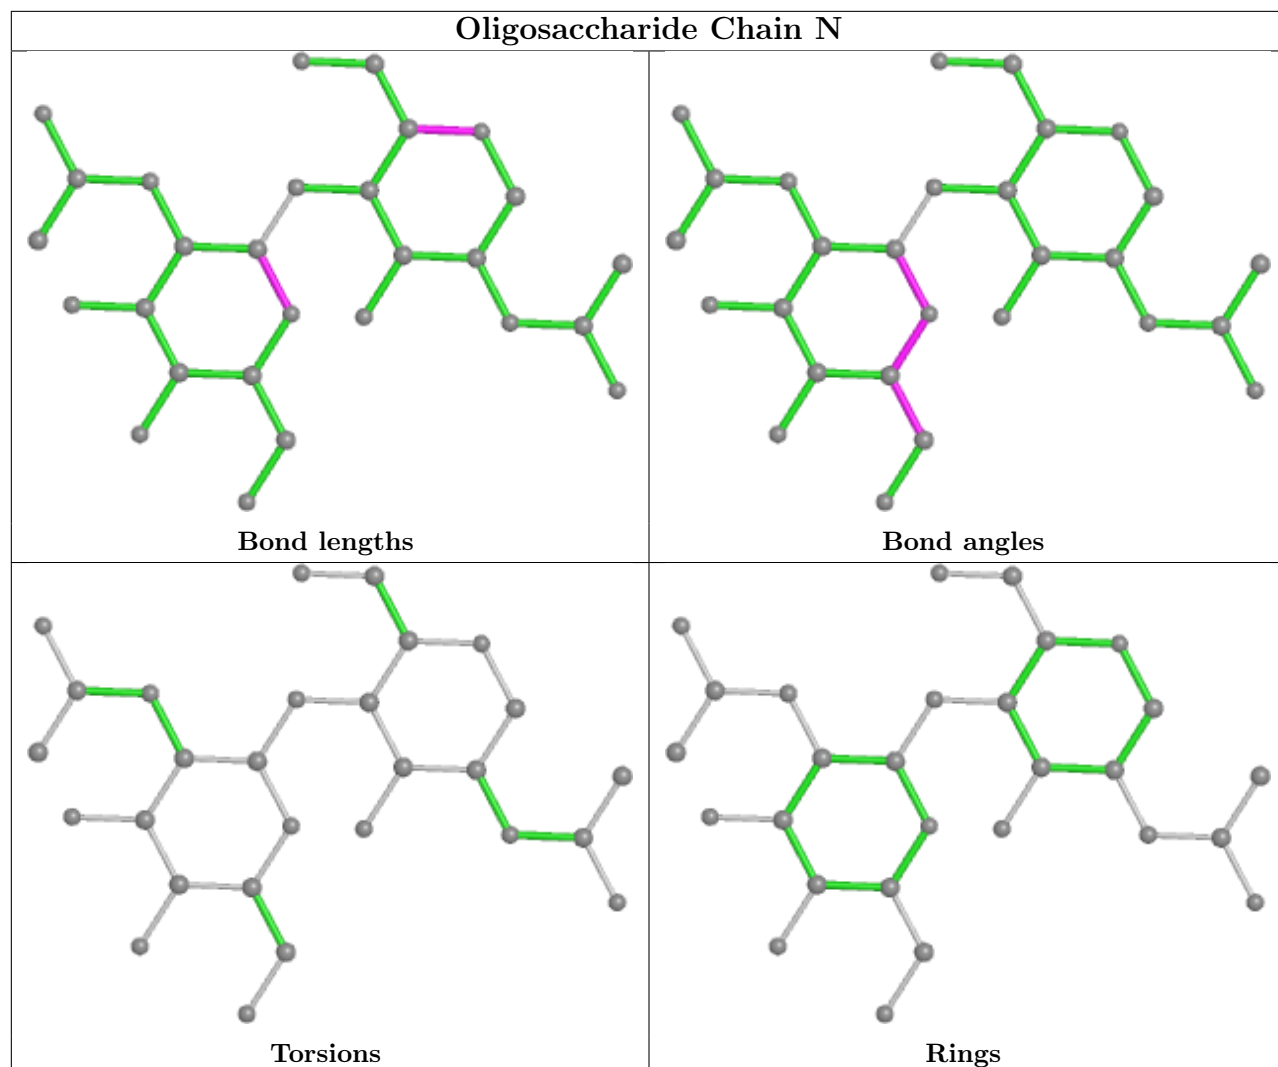 Oligosaccharide Chain N
Bond lengths
Bond angles
Torsions
Rings